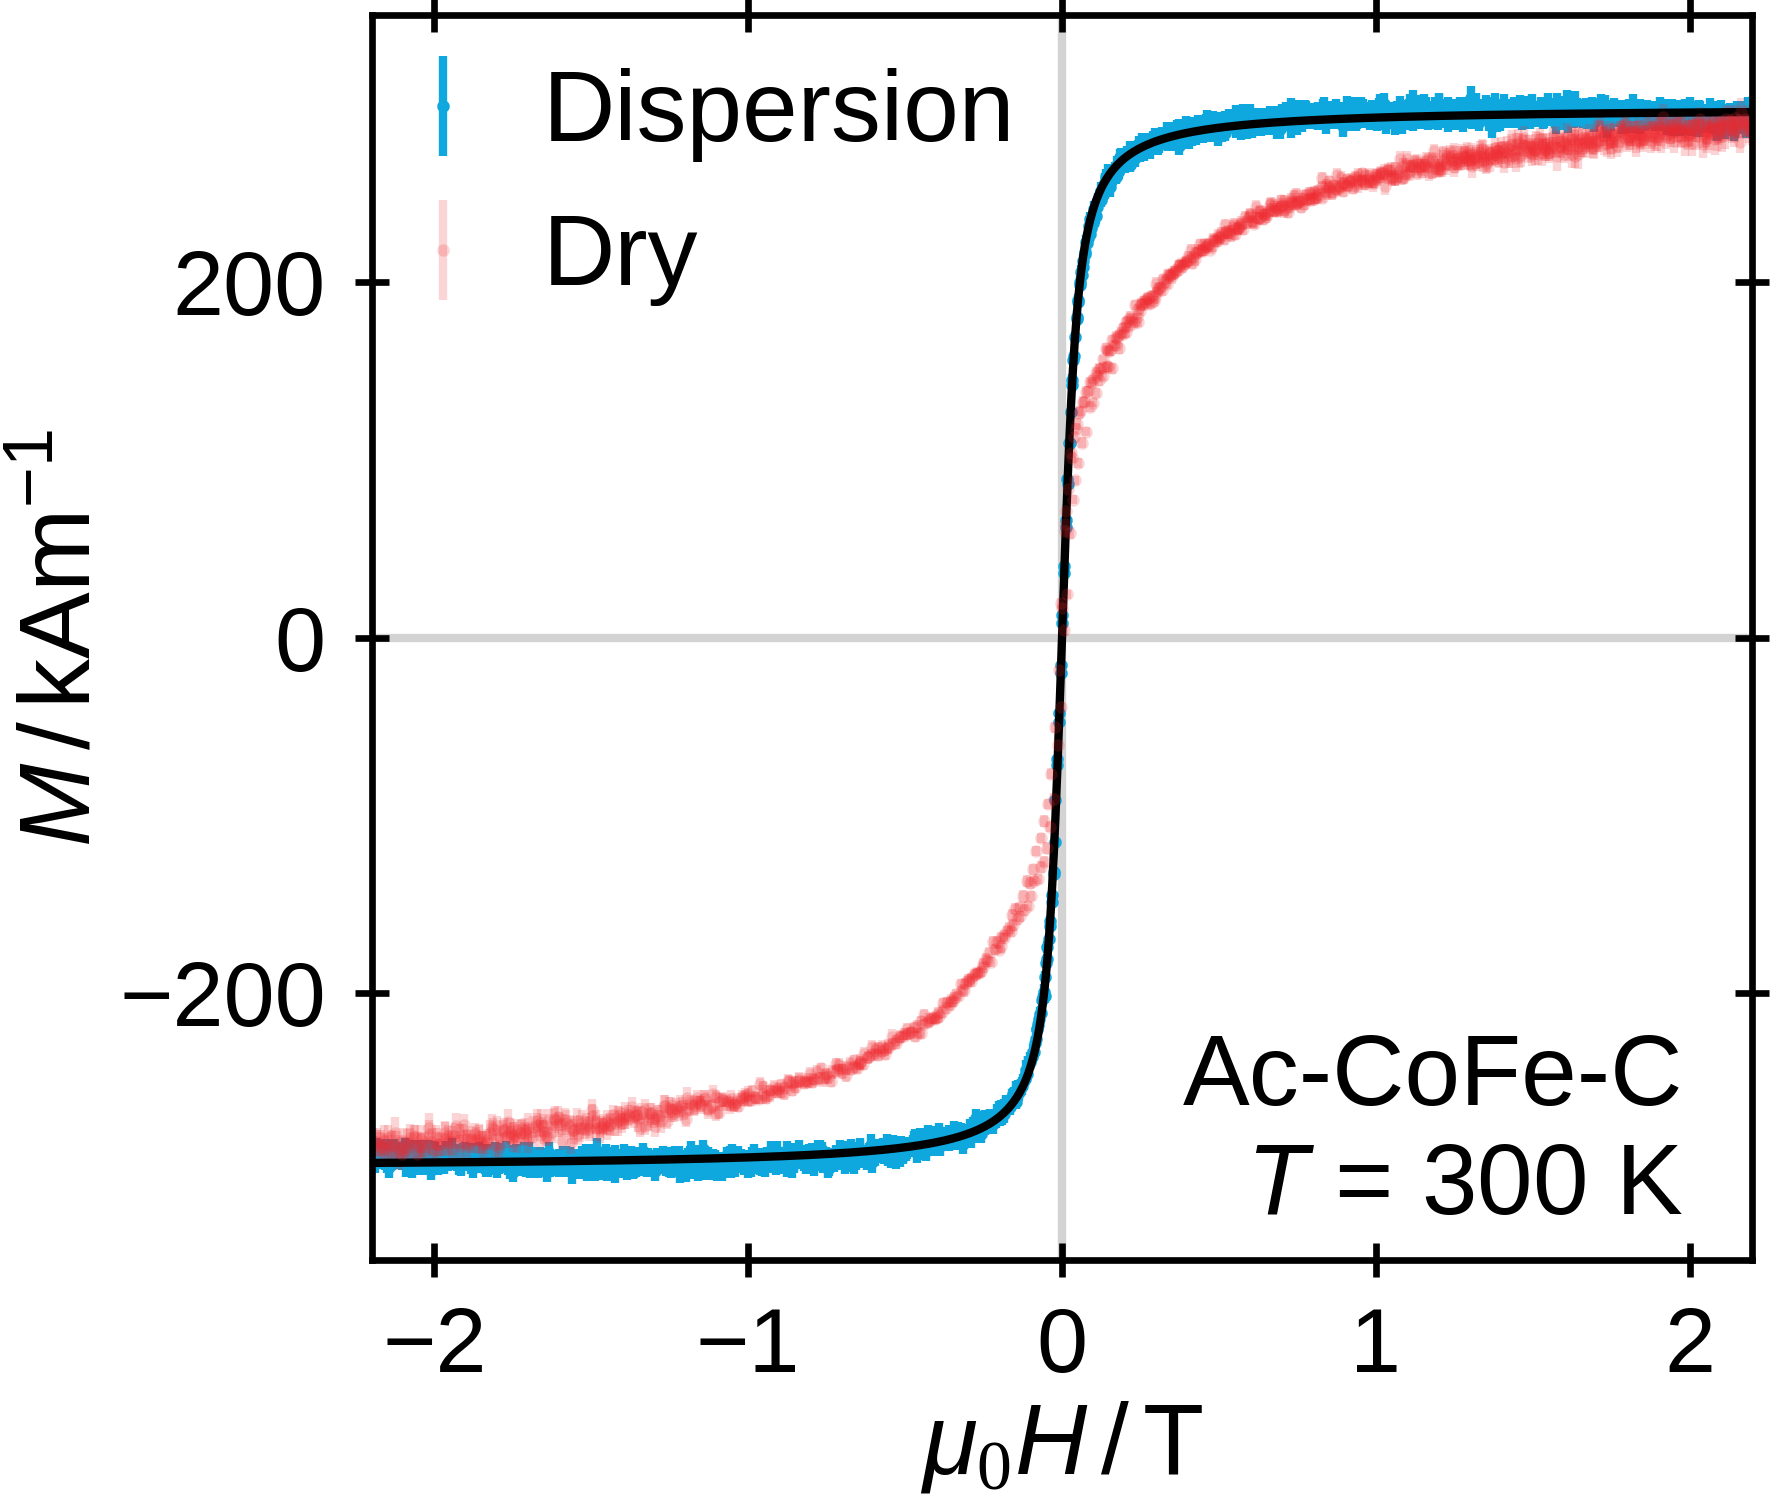 Dispersion
Dry
200
0
−200
M / kAm⁻¹
Ac-CoFe-C
T = 300 K
−2 −1 0 1 2
μ₀H / T